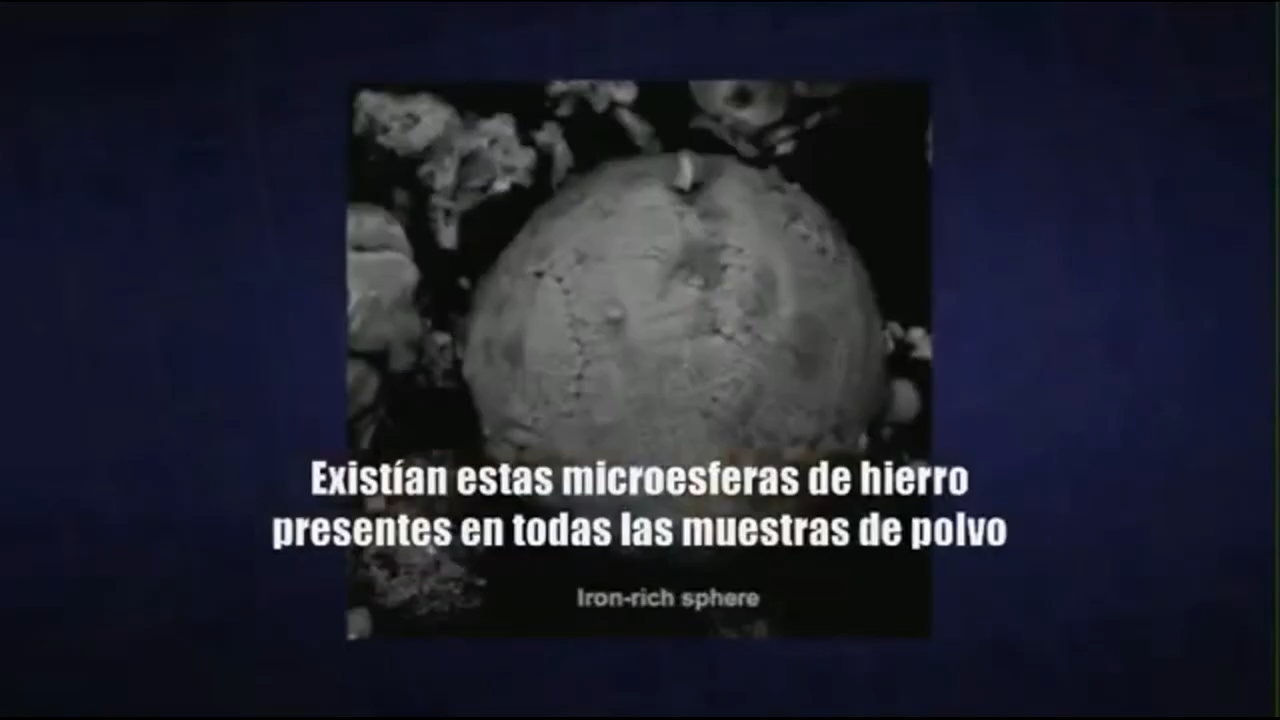 Existían estas microesferas de hierro
presentes en todas las muestras de polvo
Iron-rich sphere